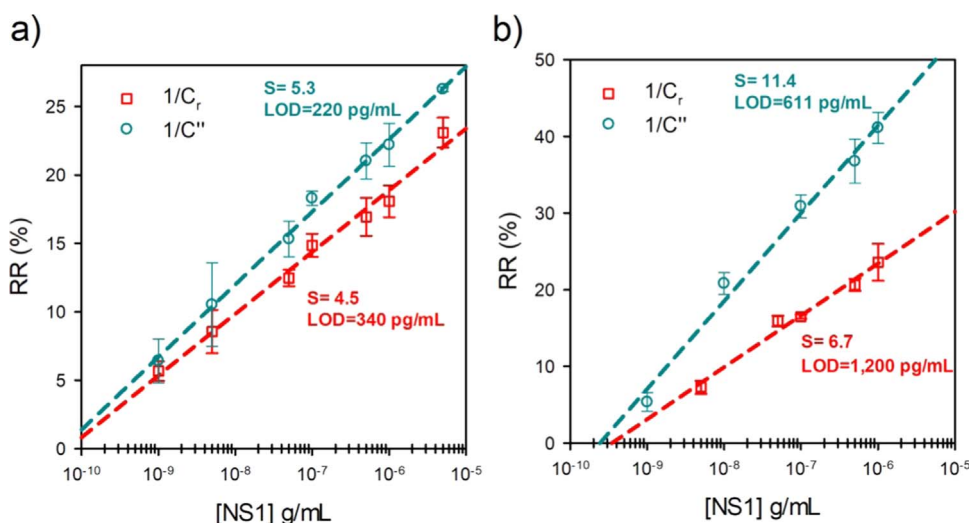 a)
RR (%)
25
20
15
10
5
0
1/Cᵣ
1/C''
S= 5.3
LOD=220 pg/mL
S= 4.5
LOD=340 pg/mL
10⁻¹⁰ 10⁻⁹ 10⁻⁸ 10⁻⁷ 10⁻⁶ 10⁻⁵
[NS1] g/mL
b)
RR (%)
50
40
30
20
10
0
1/Cᵣ
1/C''
S= 11.4
LOD=611 pg/mL
S= 6.7
LOD=1,200 pg/mL
10⁻¹⁰ 10⁻⁹ 10⁻⁸ 10⁻⁷ 10⁻⁶ 10⁻⁵
[NS1] g/mL